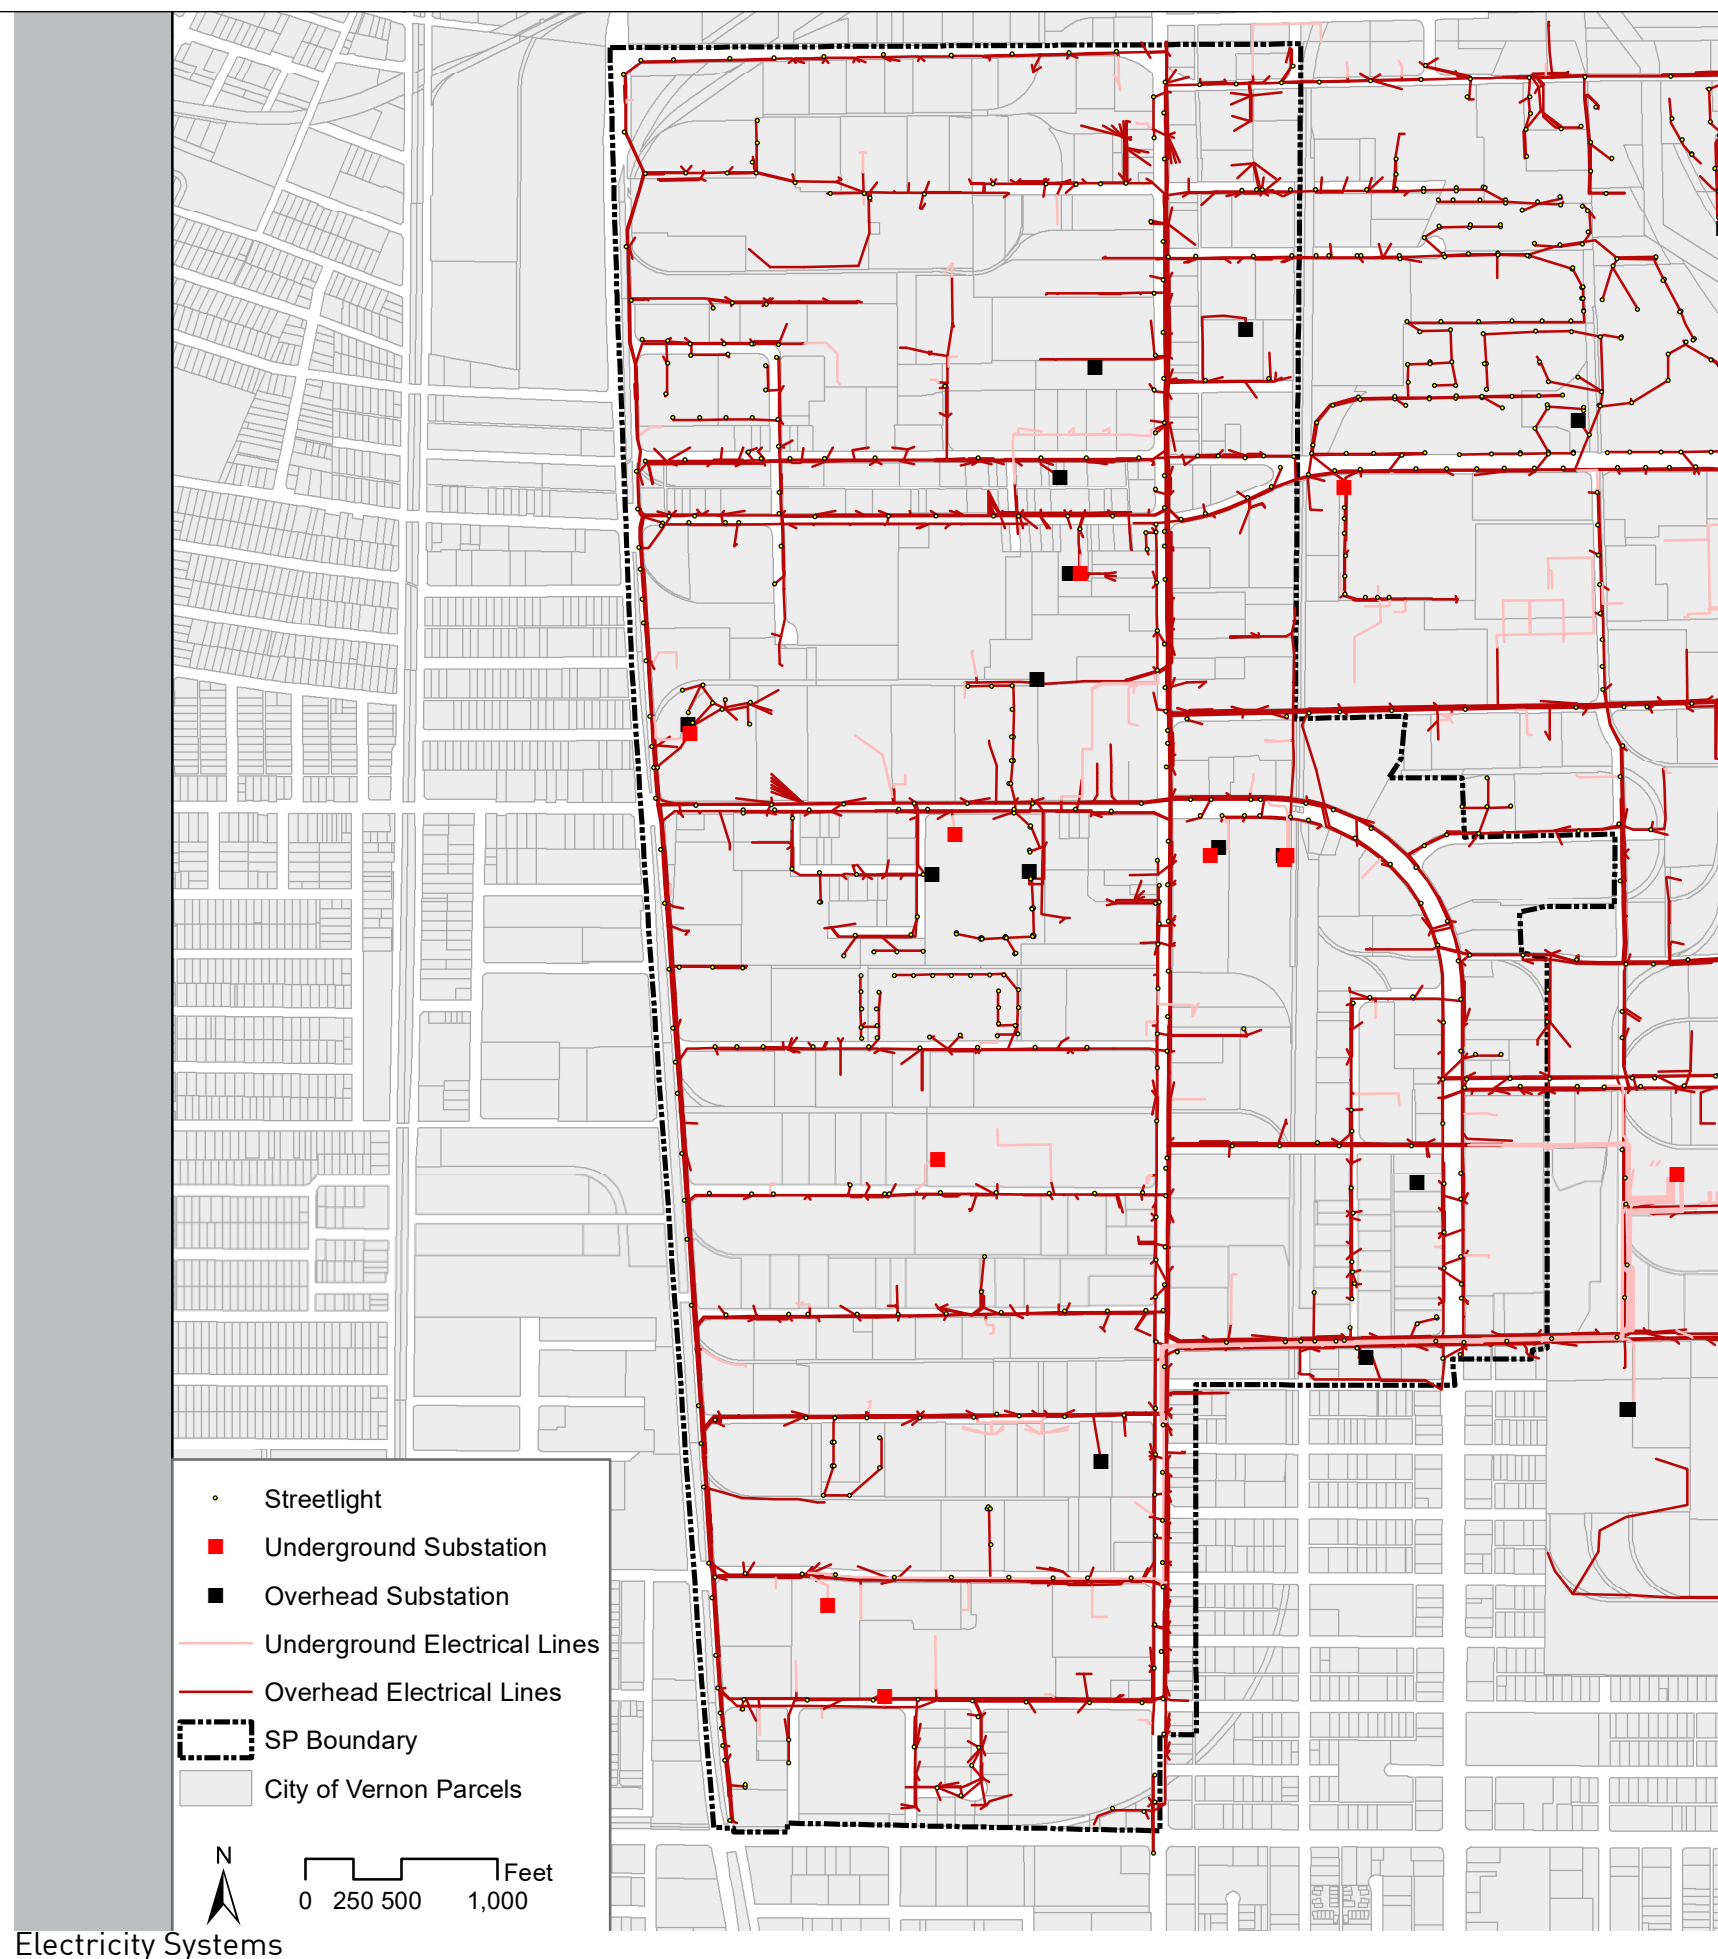 Streetlight
Underground Substation
Overhead Substation
Underground Electrical Lines
Overhead Electrical Lines
SP Boundary
City of Vernon Parcels
N
Feet
0 250 500 1,000
Electricity Systems